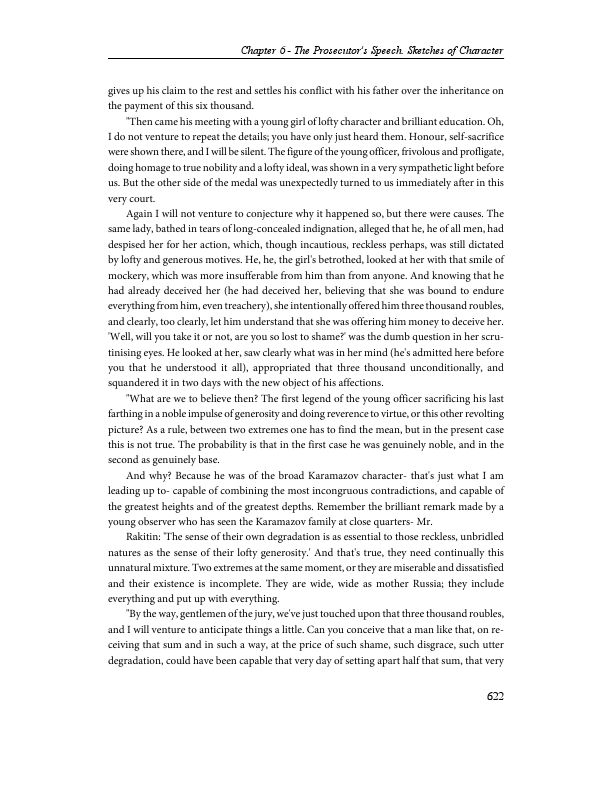 Chapter 6 - The Prosecutor's Speech. Sketches of Character
gives up his claim to the rest and settles his conflict with his father over the inheritance on
the payment of this six thousand.
"Then came his meeting with a young girl of lofty character and brilliant education. Oh,
I do not venture to repeat the details; you have only just heard them. Honour, self-sacrifice
were shown there, and I will be silent. The figure of the young officer, frivolous and profligate,
doing homage to true nobility and a lofty ideal, was shown in a very sympathetic light before
us. But the other side of the medal was unexpectedly turned to us immediately after in this
very court.
Again I will not venture to conjecture why it happened so, but there were causes. The
same lady, bathed in tears of long-concealed indignation, alleged that he, he of all men, had
despised her for her action, which, though incautious, reckless perhaps, was still dictated
by lofty and generous motives. He, he, the girl's betrothed, looked at her with that smile of
mockery, which was more insufferable from him than from anyone. And knowing that he
had already deceived her (he had deceived her, believing that she was bound to endure
everything from him, even treachery), she intentionally offered him three thousand roubles,
and clearly, too clearly, let him understand that she was offering him money to deceive her.
'Well, will you take it or not, are you so lost to shame?' was the dumb question in her scru-
tinising eyes. He looked at her, saw clearly what was in her mind (he's admitted here before
you that he understood it all), appropriated that three thousand unconditionally, and
squandered it in two days with the new object of his affections.
"What are we to believe then? The first legend of the young officer sacrificing his last
farthing in a noble impulse of generosity and doing reverence to virtue, or this other revolting
picture? As a rule, between two extremes one has to find the mean, but in the present case
this is not true. The probability is that in the first case he was genuinely noble, and in the
second as genuinely base.
And why? Because he was of the broad Karamazov character- that's just what I am
leading up to- capable of combining the most incongruous contradictions, and capable of
the greatest heights and of the greatest depths. Remember the brilliant remark made by a
young observer who has seen the Karamazov family at close quarters- Mr.
Rakitin: 'The sense of their own degradation is as essential to those reckless, unbridled
natures as the sense of their lofty generosity.' And that's true, they need continually this
unnatural mixture. Two extremes at the same moment, or they are miserable and dissatisfied
and their existence is incomplete. They are wide, wide as mother Russia; they include
everything and put up with everything.
"By the way, gentlemen of the jury, we've just touched upon that three thousand roubles,
and I will venture to anticipate things a little. Can you conceive that a man like that, on re-
ceiving that sum and in such a way, at the price of such shame, such disgrace, such utter
degradation, could have been capable that very day of setting apart half that sum, that very
622